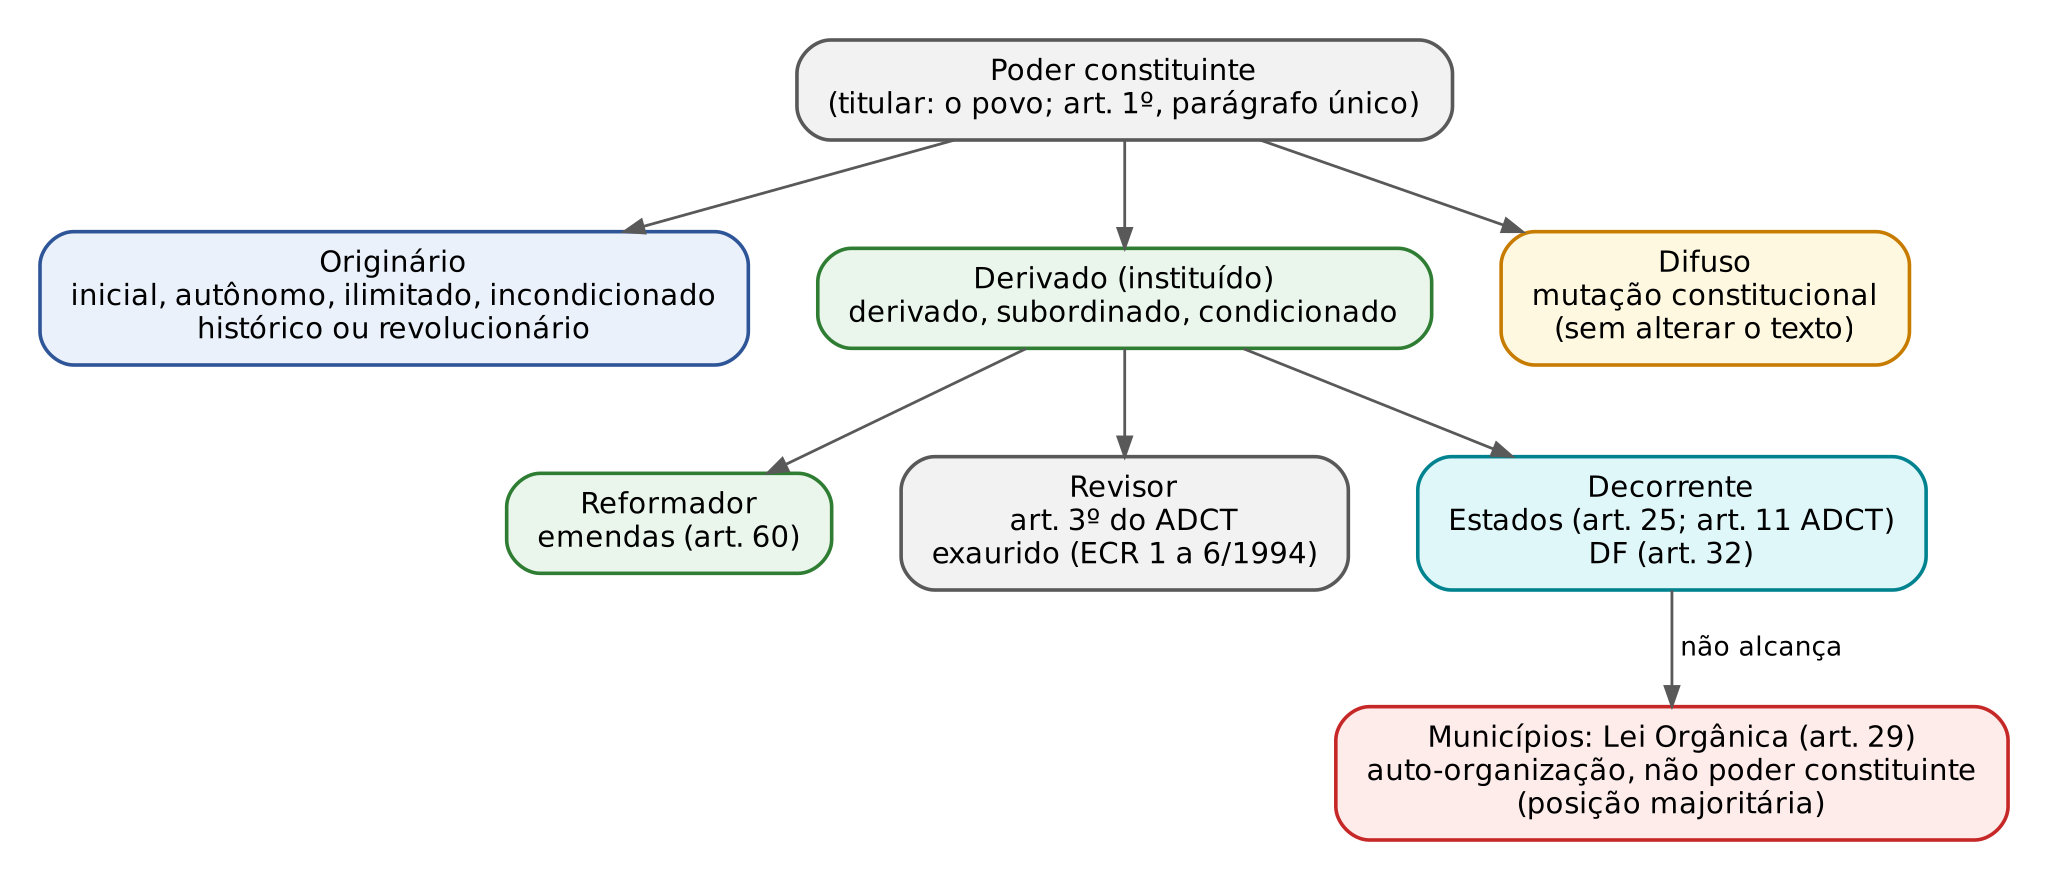 Poder constituinte
(titular: o povo; art. 1º, parágrafo único)
Originário
inicial, autônomo, ilimitado, incondicionado
histórico ou revolucionário
Derivado (instituído)
derivado, subordinado, condicionado
Difuso
mutação constitucional
(sem alterar o texto)
Reformador
emendas (art. 60)
Revisor
art. 3º do ADCT
exaurido (ECR 1 a 6/1994)
Decorrente
Estados (art. 25; art. 11 ADCT)
DF (art. 32)
não alcança
Municípios: Lei Orgânica (art. 29)
auto-organização, não poder constituinte
(posição majoritária)